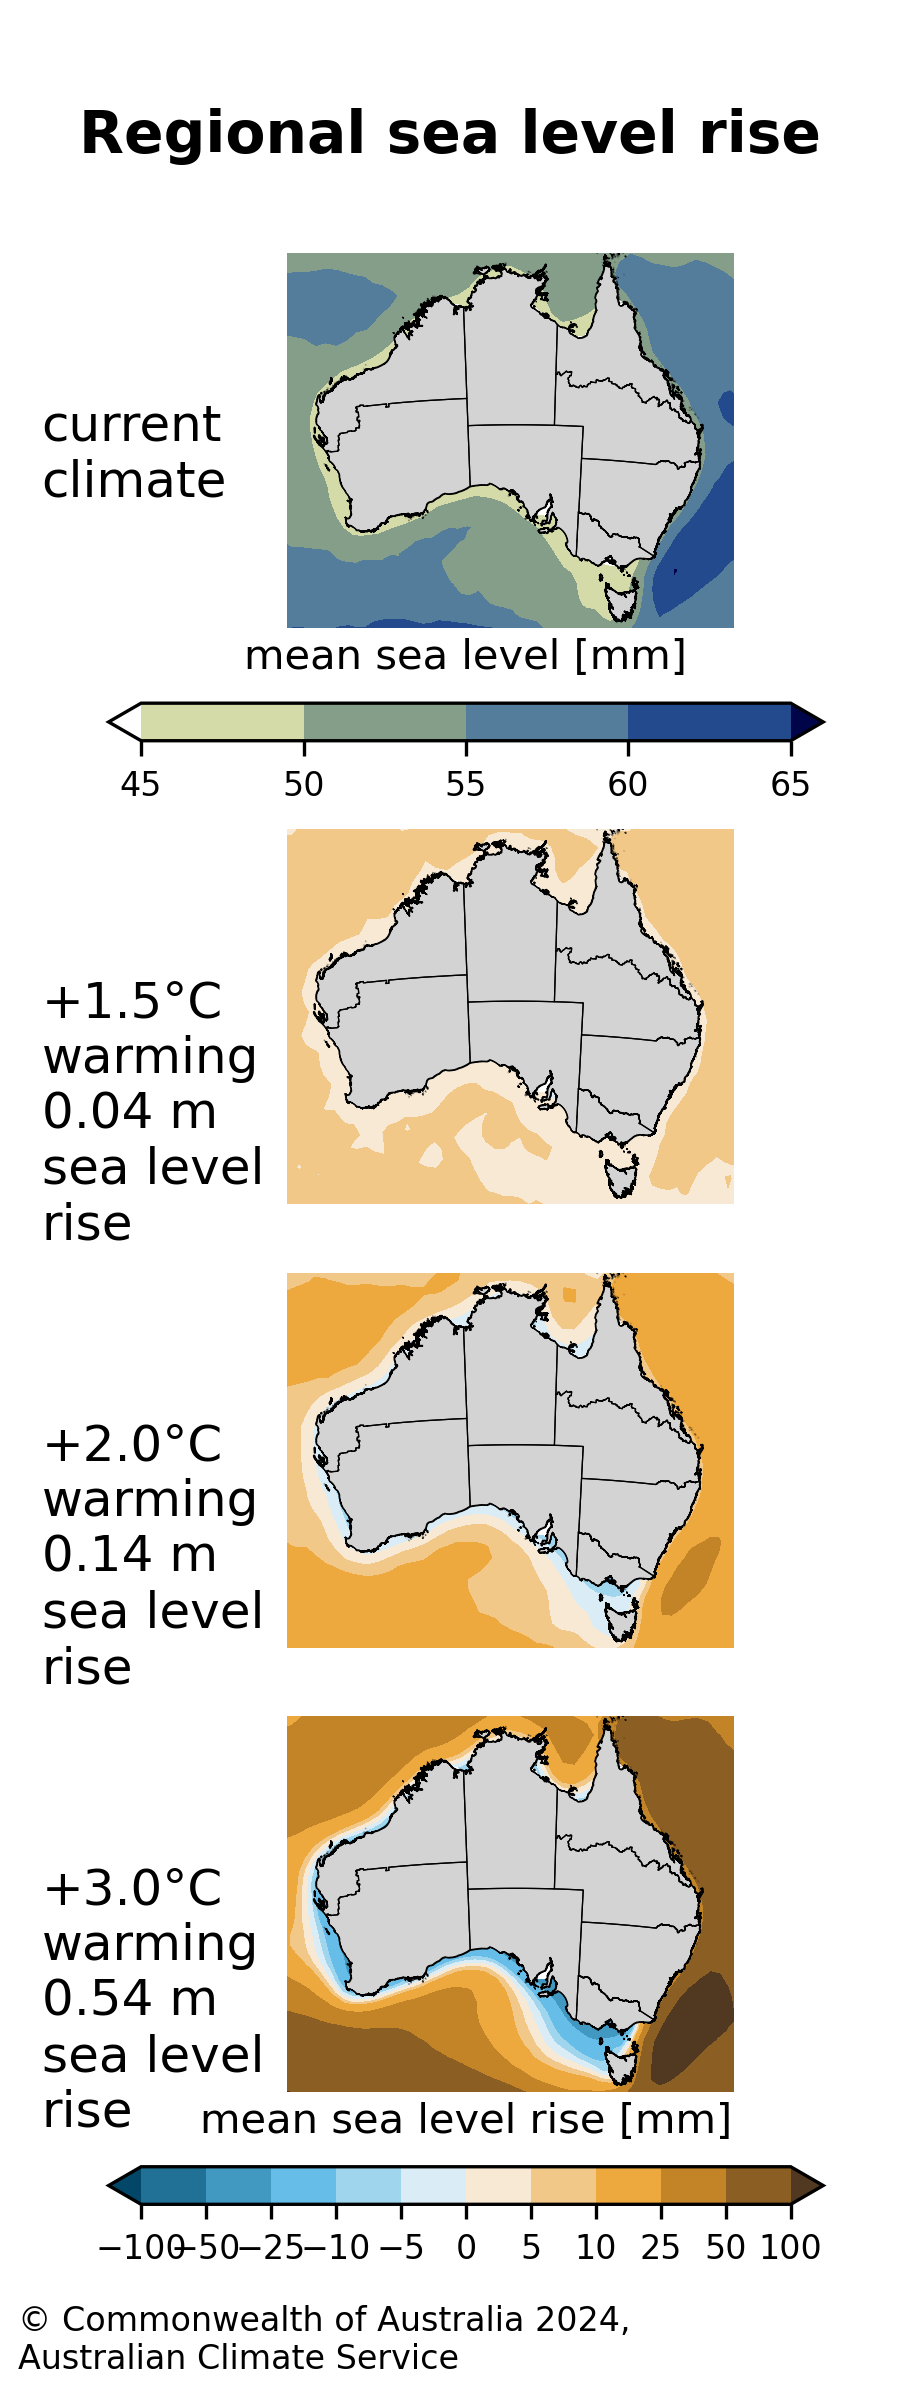 Regional sea level rise
current
climate
mean sea level [mm]
45 50 55 60 65
+1.5°C
warming
0.04 m
sea level
rise
+2.0°C
warming
0.14 m
sea level
rise
+3.0°C
warming
0.54 m
sea level
rise
mean sea level rise [mm]
−100 −50 −25 −10 −5 0 5 10 25 50 100
© Commonwealth of Australia 2024,
Australian Climate Service